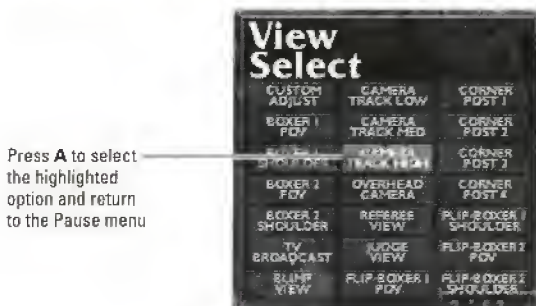 View
Select
CUSTOM
ADJUST
CAMERA
TRACK LOW
CORNER
POST 1
BOXER 1
POV
CAMERA
TRACK MED
CORNER
POST 2
SHOULDER
CAMERA
TRACK HIGH
CORNER
POST 3
BOXER 2
POV
OVERHEAD
CAMERA
CORNER
POST 4
BOXER 2
SHOULDER
REFEREE
VIEW
FLIP-BOXER 1
SHOULDER
TV
BROADCAST
JUDGE
VIEW
FLIP-BOXER 2
POV
BLIMP
VIEW
FLIP-BOXER 1
POV
FLIP-BOXER 2
SHOULDER
Press A to select
the highlighted
option and return
to the Pause menu